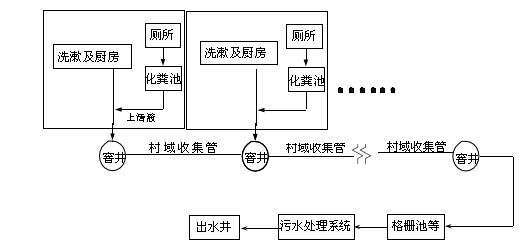 厕所
厕所
洗漱及厨房
洗漱及厨房
化粪池
化粪池
上清液
村域收集管
村域收集管
村域收集管
窨井
窨井
窨井
出水井
污水处理系统
格栅池等